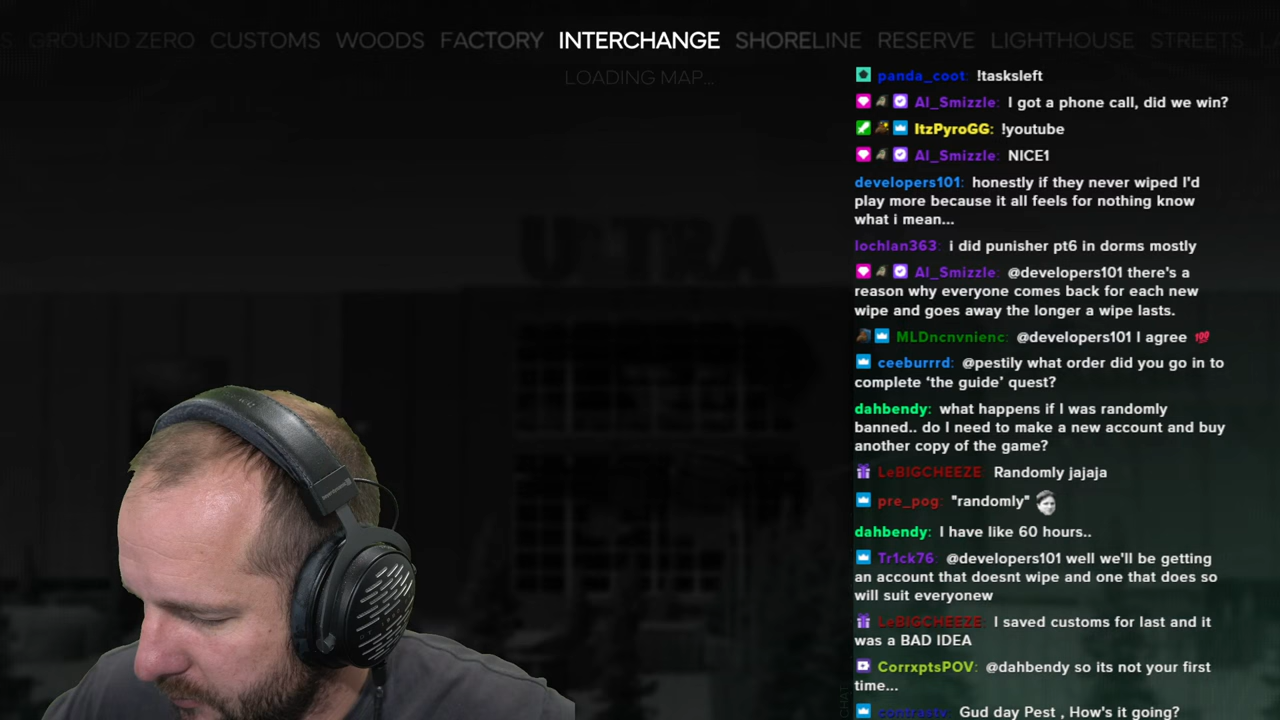 GROUND ZERO CUSTOMS WOODS FACTORY INTERCHANGE SHORELINE RESERVE LIGHTHOUSE STREETS
LOADING MAP...
ULTRA
panda_coot: !tasksleft
AI_Smizzle: I got a phone call, did we win?
ItzPyroGG: !youtube
AI_Smizzle: NICE1
developers101: honestly if they never wiped I'd
play more because it all feels for nothing know
what i mean...
lochlan363: i did punisher pt6 in dorms mostly
AI_Smizzle: @developers101 there's a
reason why everyone comes back for each new
wipe and goes away the longer a wipe lasts.
MLDncnvnienc: @developers101 I agree 💯
ceeburrrd: @pestily what order did you go in to
complete ‘the guide’ quest?
dahbendy: what happens if I was randomly
banned.. do I need to make a new account and buy
another copy of the game?
LeBIGCHEEZE: Randomly jajaja
pre_pog: "randomly"
dahbendy: I have like 60 hours..
Tr1ck76: @developers101 well we'll be getting
an account that doesnt wipe and one that does so
will suit everyonew
LeBIGCHEEZE: I saved customs for last and it
was a BAD IDEA
CorrxptsPOV: @dahbendy so its not your first
time...
contrastv: Gud day Pest , How's it going?
CHAT